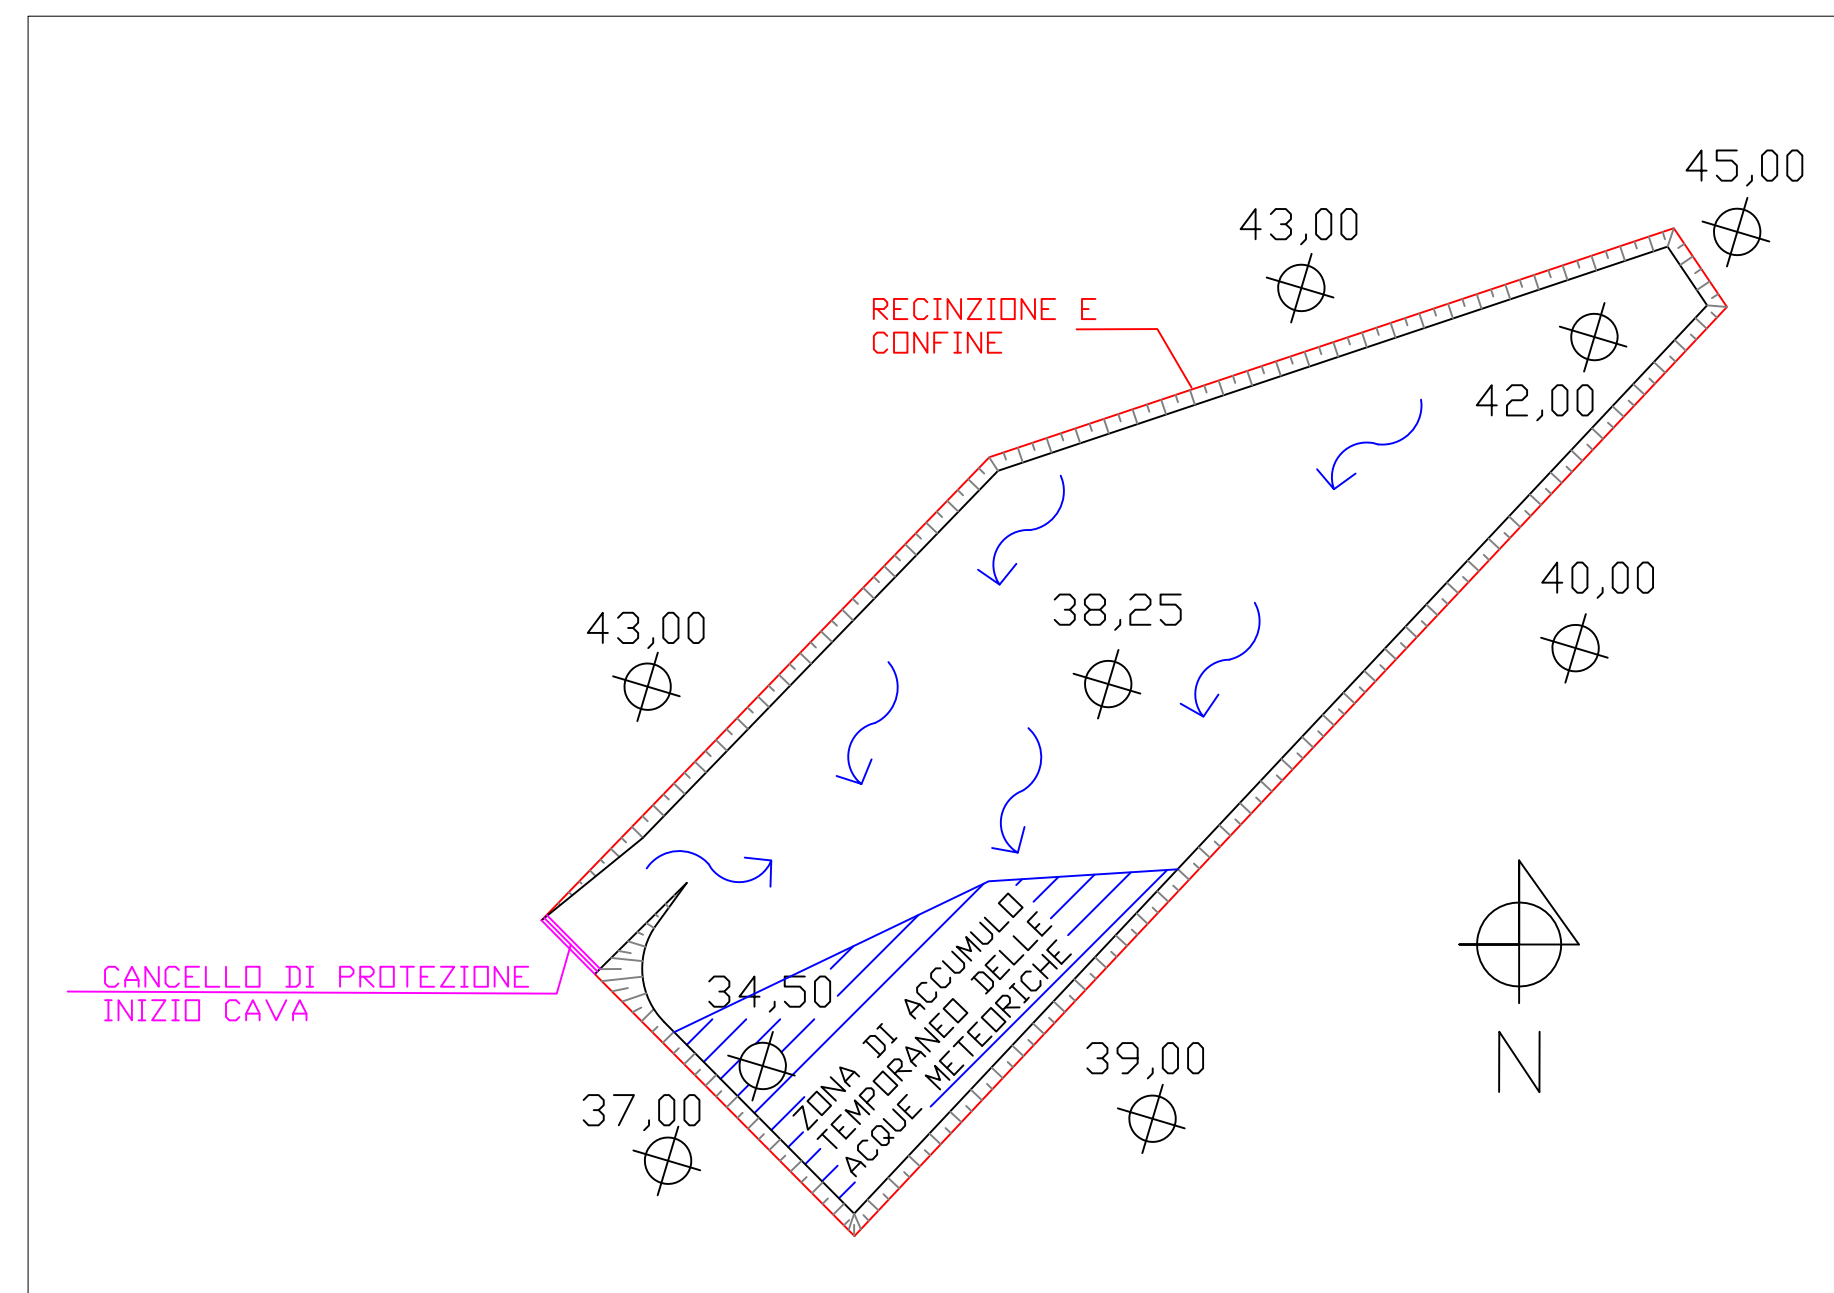 45,00
43,00
RECINZIONE E
CONFINE
42,00
40,00
38,25
43,00
CANCELLO DI PROTEZIONE
INIZIO CAVA
34,50
ZONA DI ACCUMULO
TEMPORANEO DELLE
ACQUE METEORICHE
39,00
37,00
N